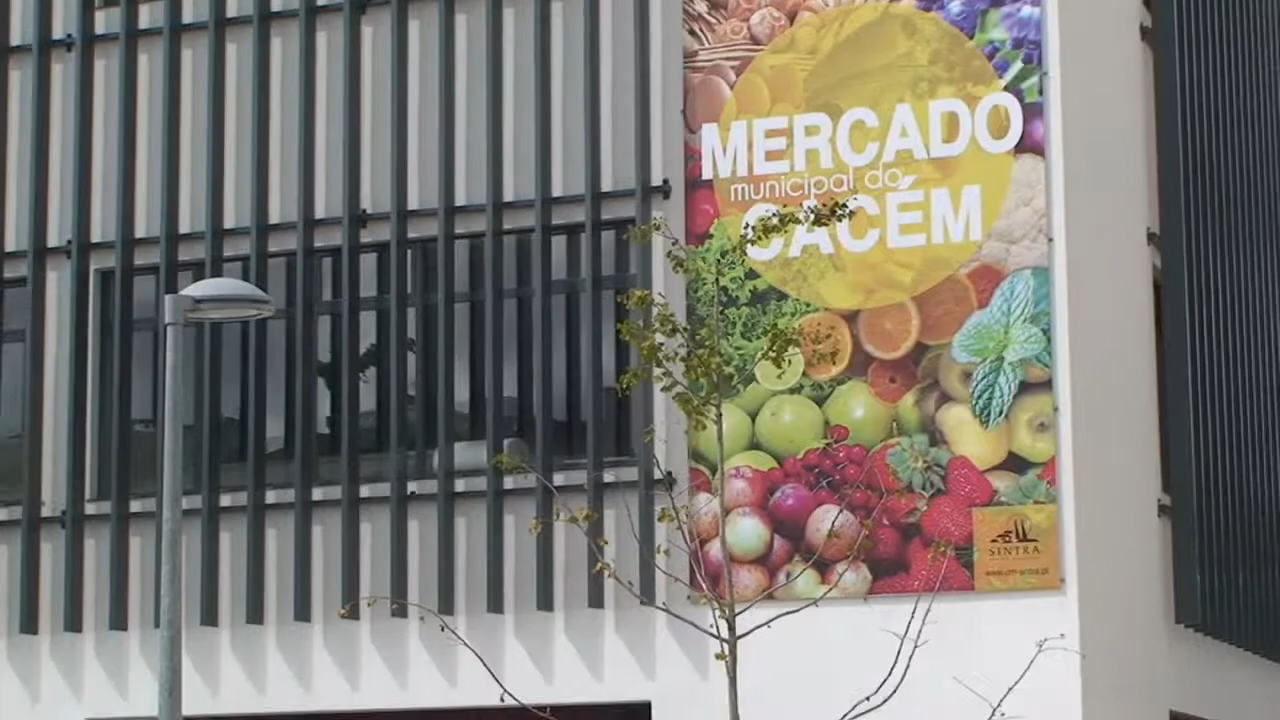 MERCADO
municipal do
CACÉM
SINTRA
www.cm-sintra.pt